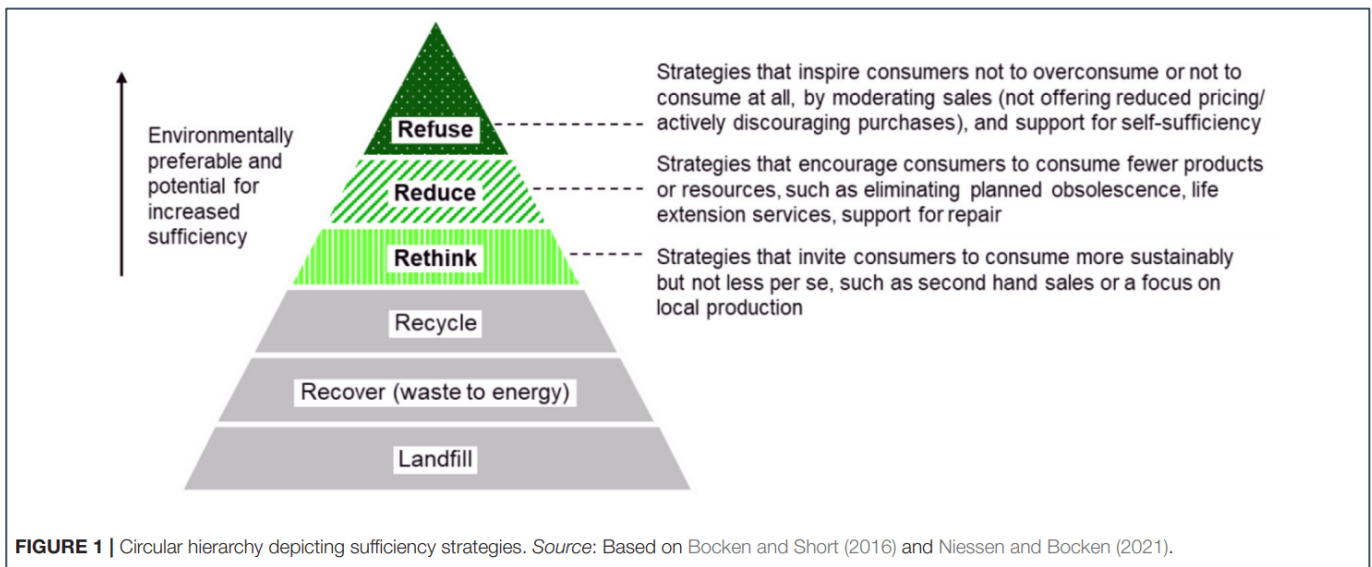 Environmentally
preferable and
potential for
increased
sufficiency
Refuse
Strategies that inspire consumers not to overconsume or not to
consume at all, by moderating sales (not offering reduced pricing/
actively discouraging purchases), and support for self-sufficiency
Reduce
Strategies that encourage consumers to consume fewer products
or resources, such as eliminating planned obsolescence, life
extension services, support for repair
Rethink
Strategies that invite consumers to consume more sustainably
but not less per se, such as second hand sales or a focus on
local production
Recycle
Recover (waste to energy)
Landfill
FIGURE 1 | Circular hierarchy depicting sufficiency strategies. Source: Based on Bocken and Short (2016) and Niessen and Bocken (2021).